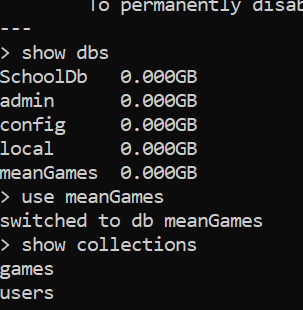 To permanently disab
---
> show dbs
SchoolDb   0.000GB
admin      0.000GB
config     0.000GB
local      0.000GB
meanGames  0.000GB
> use meanGames
switched to db meanGames
> show collections
games
users